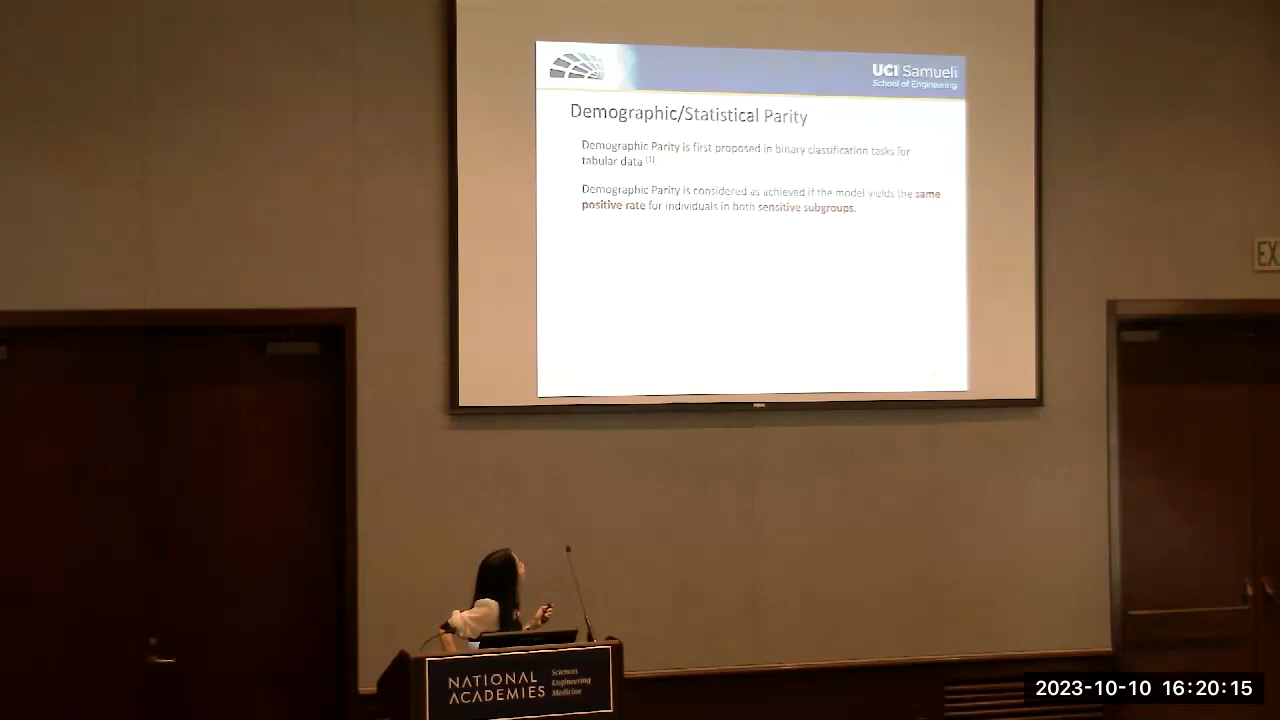 UCI Samueli
School of Engineering
Demographic/Statistical Parity
Demographic Parity is first proposed in binary classification tasks for
tabular data [1].
Demographic Parity is considered as achieved if the model yields the same
positive rate for individuals in both sensitive subgroups.
EX
NATIONAL
ACADEMIES
Sciences
Engineering
Medicine
2023-10-10 16:20:15